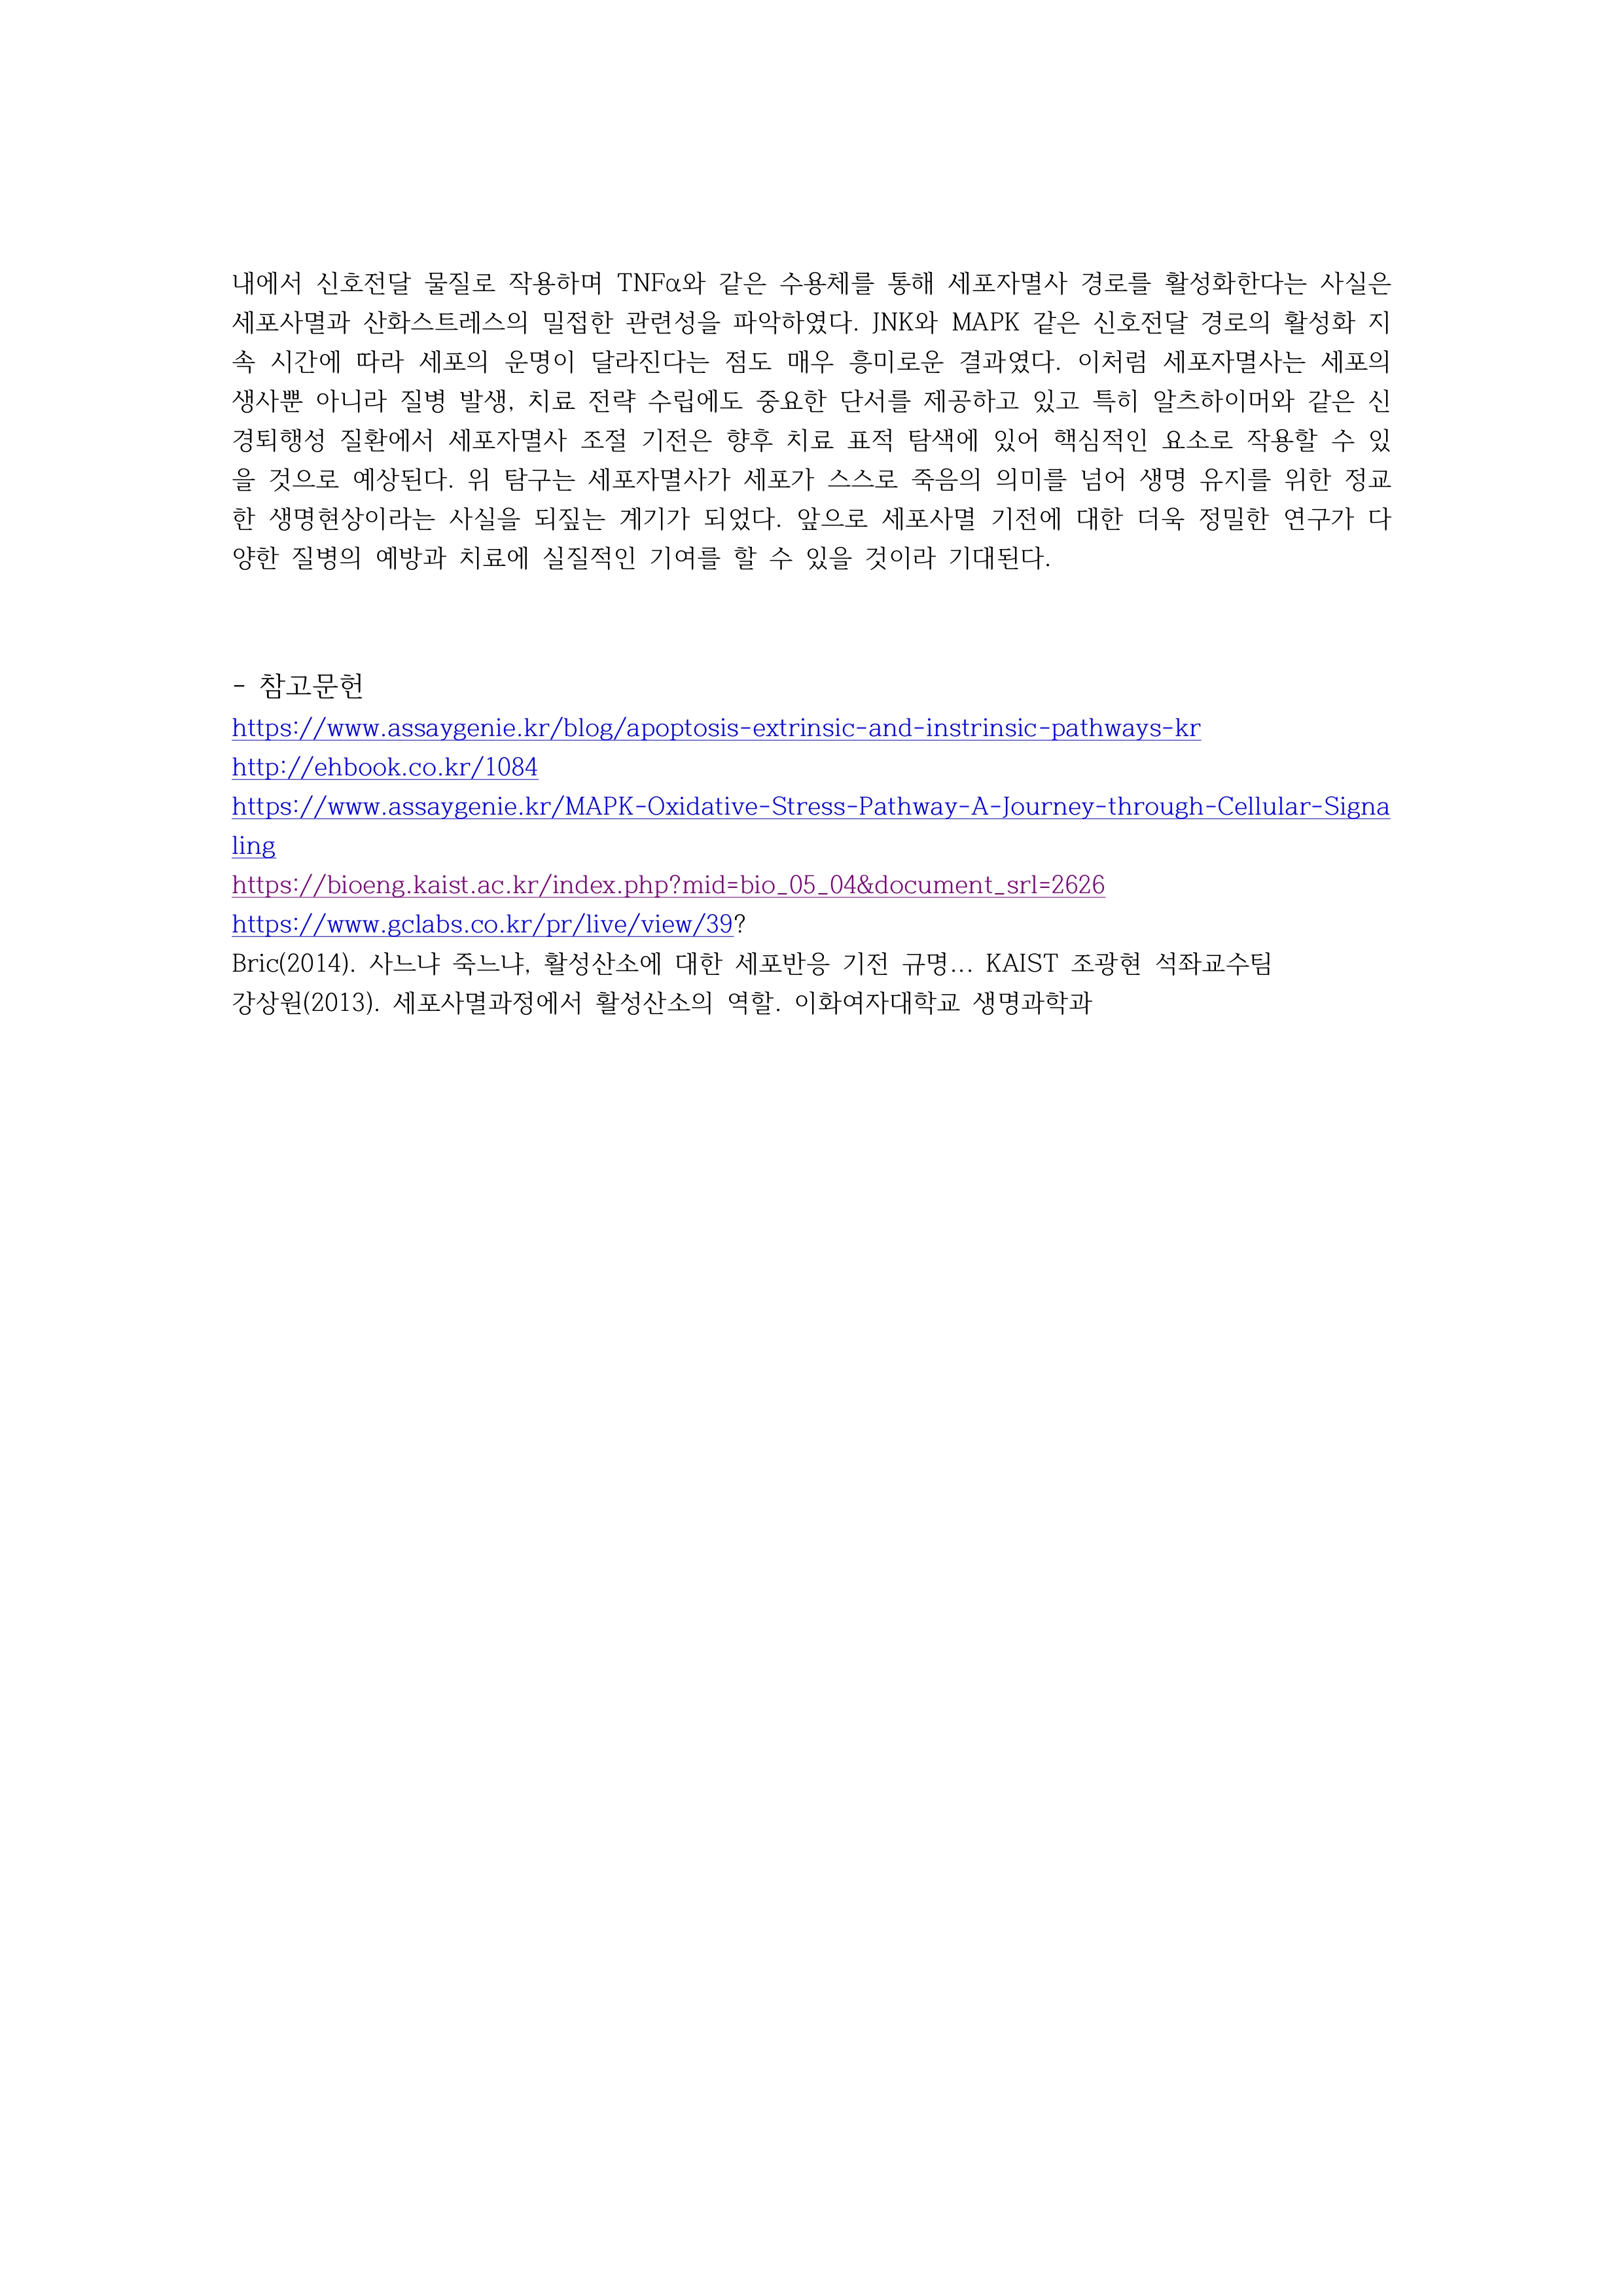 내에서 신호전달 물질로 작용하며 TNFα와 같은 수용체를 통해 세포자멸사 경로를 활성화한다는 사실은
세포사멸과 산화스트레스의 밀접한 관련성을 파악하였다. JNK와 MAPK 같은 신호전달 경로의 활성화 지
속 시간에 따라 세포의 운명이 달라진다는 점도 매우 흥미로운 결과였다. 이처럼 세포자멸사는 세포의
생사뿐 아니라 질병 발생, 치료 전략 수립에도 중요한 단서를 제공하고 있고 특히 알츠하이머와 같은 신
경퇴행성 질환에서 세포자멸사 조절 기전은 향후 치료 표적 탐색에 있어 핵심적인 요소로 작용할 수 있
을 것으로 예상된다. 위 탐구는 세포자멸사가 세포가 스스로 죽음의 의미를 넘어 생명 유지를 위한 정교
한 생명현상이라는 사실을 되짚는 계기가 되었다. 앞으로 세포사멸 기전에 대한 더욱 정밀한 연구가 다
양한 질병의 예방과 치료에 실질적인 기여를 할 수 있을 것이라 기대된다.
- 참고문헌
https://www.assaygenie.kr/blog/apoptosis-extrinsic-and-instrinsic-pathways-kr
http://ehbook.co.kr/1084
https://www.assaygenie.kr/MAPK-Oxidative-Stress-Pathway-A-Journey-through-Cellular-Signa
ling
https://bioeng.kaist.ac.kr/index.php?mid=bio_05_04&document_srl=2626
https://www.gclabs.co.kr/pr/live/view/39?
Bric(2014). 사느냐 죽느냐, 활성산소에 대한 세포반응 기전 규명... KAIST 조광현 석좌교수팀
강상원(2013). 세포사멸과정에서 활성산소의 역할. 이화여자대학교 생명과학과